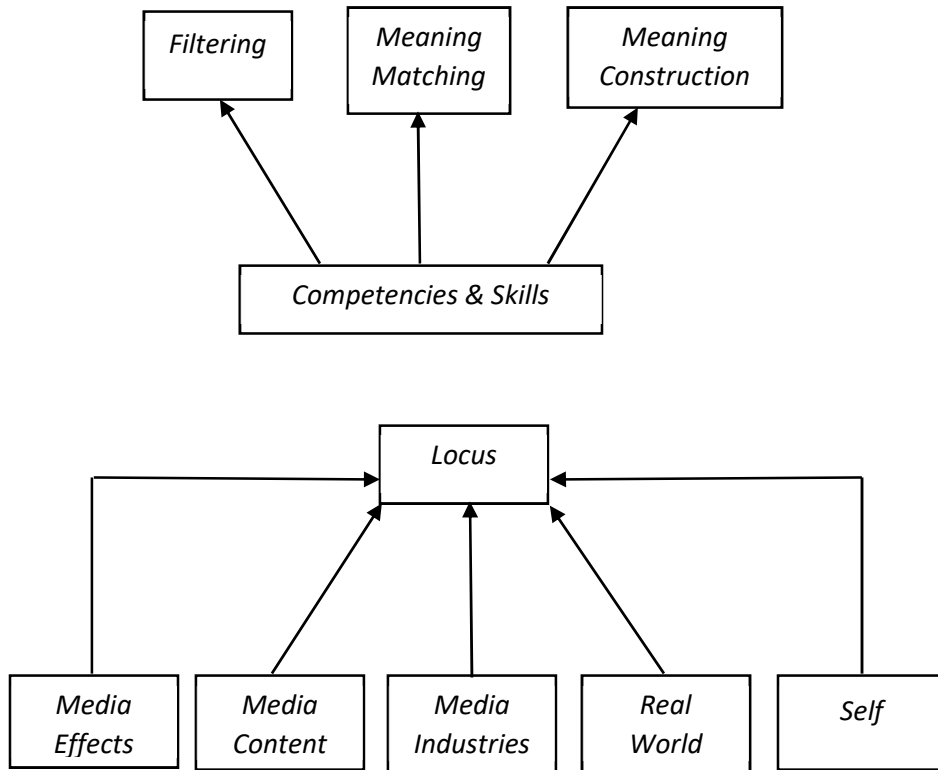 Filtering
Meaning
Matching
Meaning
Construction
Competencies & Skills
Locus
Media
Effects
Media
Content
Media
Industries
Real
World
Self